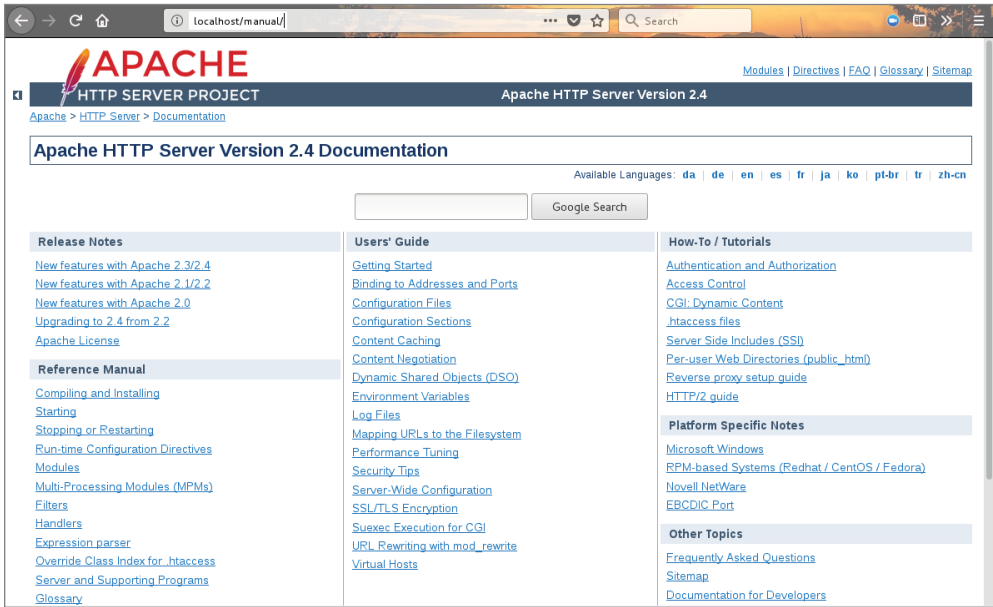 localhost/manual/
Search
APACHE
HTTP SERVER PROJECT
Modules | Directives | FAQ | Glossary | Sitemap
Apache HTTP Server Version 2.4
Apache > HTTP Server > Documentation
Apache HTTP Server Version 2.4 Documentation
Available Languages: da | de | en | es | fr | ja | ko | pt-br | tr | zh-cn
Google Search
Release Notes
New features with Apache 2.3/2.4
New features with Apache 2.1/2.2
New features with Apache 2.0
Upgrading to 2.4 from 2.2
Apache License
Reference Manual
Compiling and Installing
Starting
Stopping or Restarting
Run-time Configuration Directives
Modules
Multi-Processing Modules (MPMs)
Filters
Handlers
Expression parser
Override Class Index for .htaccess
Server and Supporting Programs
Glossary
Users' Guide
Getting Started
Binding to Addresses and Ports
Configuration Files
Configuration Sections
Content Caching
Content Negotiation
Dynamic Shared Objects (DSO)
Environment Variables
Log Files
Mapping URLs to the Filesystem
Performance Tuning
Security Tips
Server-Wide Configuration
SSL/TLS Encryption
Suexec Execution for CGI
URL Rewriting with mod_rewrite
Virtual Hosts
How-To / Tutorials
Authentication and Authorization
Access Control
CGI: Dynamic Content
.htaccess files
Server Side Includes (SSI)
Per-user Web Directories (public_html)
Reverse proxy setup guide
HTTP/2 guide
Platform Specific Notes
Microsoft Windows
RPM-based Systems (Redhat / CentOS / Fedora)
Novell NetWare
EBCDIC Port
Other Topics
Frequently Asked Questions
Sitemap
Documentation for Developers